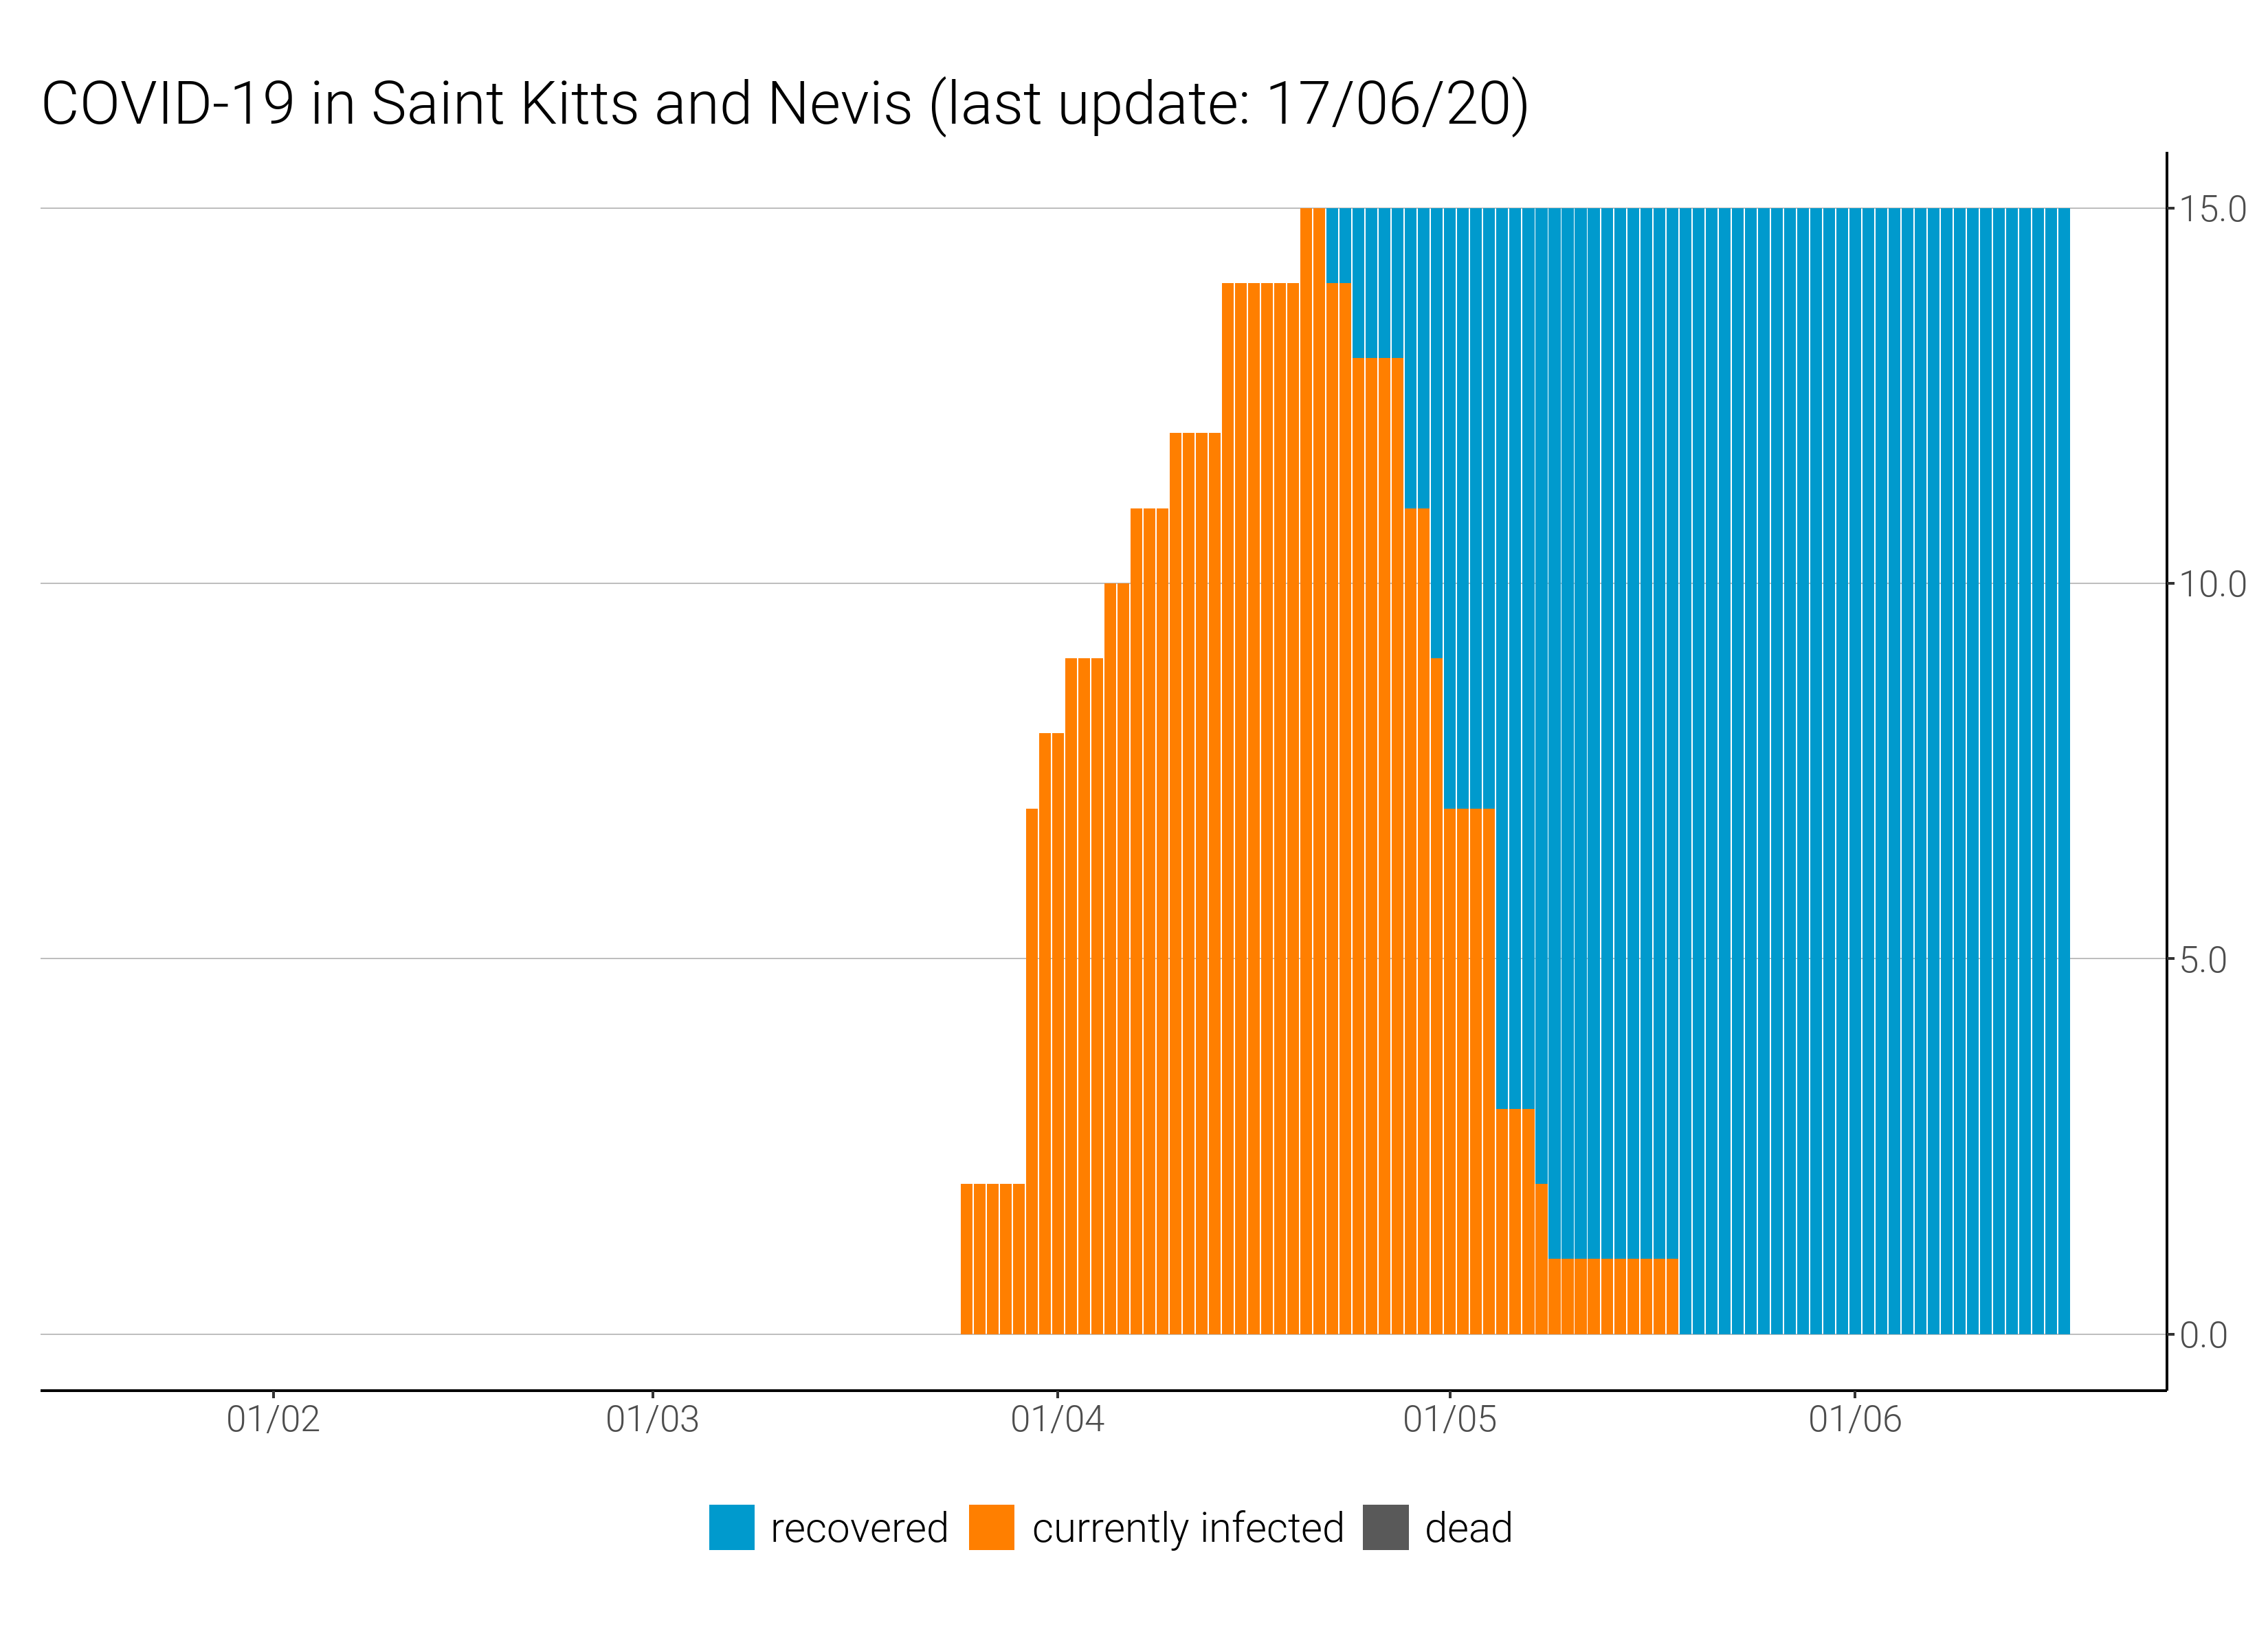 COVID-19 in Saint Kitts and Nevis (last update: 17/06/20)
15.0
10.0
5.0
0.0
01/02 01/03 01/04 01/05 01/06
recovered currently infected dead